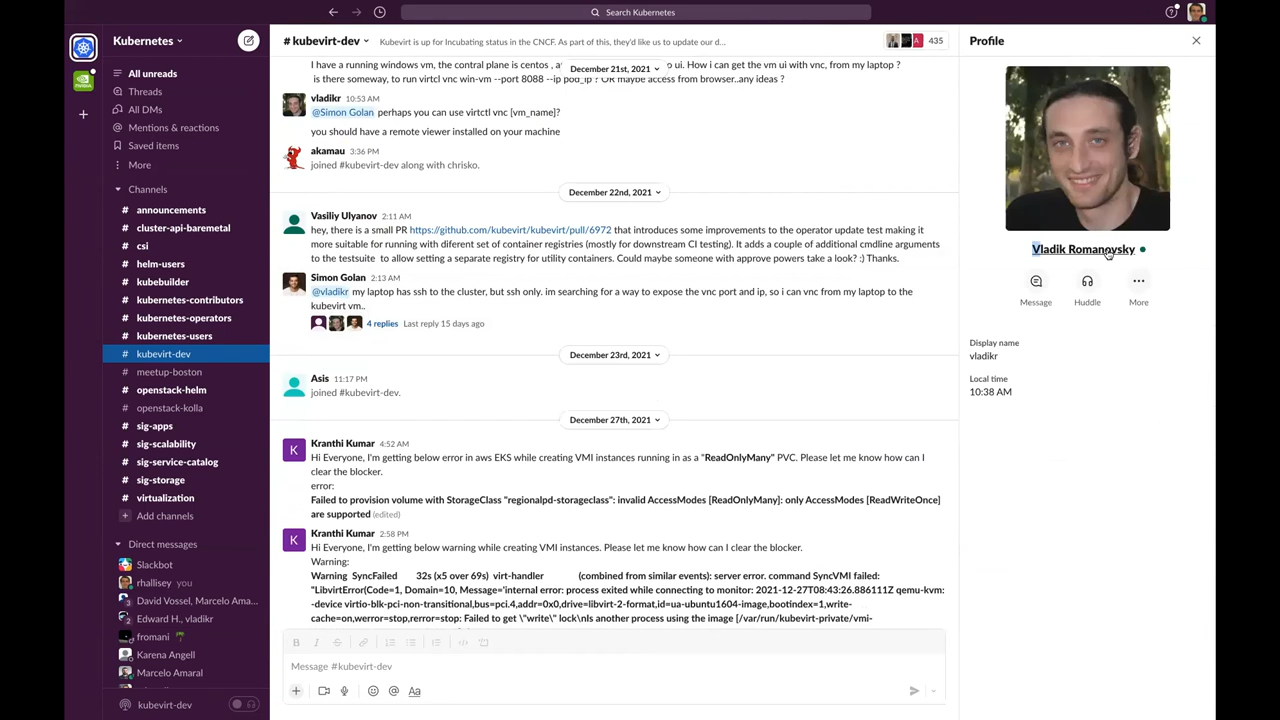 Search Kubernetes
Kubernetes
All unreads
Threads
All DMs
Mentions & reactions
Saved items
More
Channels
# announcements
# cluster-api-baremetal
# csi
# helm-users
# kubebuilder
# kubernetes-contributors
# kubernetes-operators
# kubernetes-users
# kubevirt-dev
# meetup-boston
# openstack-helm
# openstack-kolla
# sig-apps
# sig-scalability
# sig-service-catalog
# sig-storage
# virtualization
+ Add channels
Direct messages
Slackbot
rhallisey you
David Vossel, Marcelo Ama...
Edward H., vladikr
fromani
Karena Angell
Marcelo Amaral
kubevirt-dev
# kubevirt-dev
Kubevirt is up for Incubating status in the CNCF. As part of this, they'd like us to update our d...
A 435
I have a running windows vm, the contral plane is centos , a
ui. How i can get the vm ui with vnc, from my laptop ?
December 21st, 2021
is there someway, to run virtctl vnc win-vm --port 8088 --ip pod_ip ? OR maybe access from browser..any ideas ?
vladikr 10:53 AM
@Simon Golan perhaps you can use virtctl vnc [vm_name]?
you should have a remote viewer installed on your machine
akamau 3:36 PM
joined #kubevirt-dev along with chrisko.
December 22nd, 2021
Vasiliy Ulyanov 2:11 AM
hey, there is a small PR https://github.com/kubevirt/kubevirt/pull/6972 that introduces some improvements to the operator update test making it
more suitable for running with diferent set of container registries (mostly for downstream CI testing). It adds a couple of additional cmdline arguments
to the testsuite to allow setting a separate registry for utility containers. Could maybe someone with approve powers take a look? :) Thanks.
Simon Golan 2:13 AM
@vladikr my laptop has ssh to the cluster, but ssh only. im searching for a way to expose the vnc port and ip, so i can vnc from my laptop to the
kubevirt vm..
4 replies Last reply 15 days ago
December 23rd, 2021
Asis 11:17 PM
joined #kubevirt-dev.
December 27th, 2021
K
Kranthi Kumar 4:52 AM
Hi Everyone, I'm getting below error in aws EKS while creating VMI instances running in as a "ReadOnlyMany" PVC. Please let me know how can I
clear the blocker.
error:
Failed to provision volume with StorageClass "regionalpd-storageclass": invalid AccessModes [ReadOnlyMany]: only AccessModes [ReadWriteOnce]
are supported (edited)
K
Kranthi Kumar 2:58 PM
Hi Everyone, I'm getting below warning while creating VMI instances. Please let me know how can I clear the blocker.
Warning:
Warning SyncFailed 32s (x5 over 69s) virt-handler (combined from similar events): server error. command SyncVMI failed:
"LibvirtError(Code=1, Domain=10, Message='internal error: process exited while connecting to monitor: 2021-12-27T08:43:26.886111Z qemu-kvm:
-device virtio-blk-pci-non-transitional,bus=pci.4,addr=0x0,drive=libvirt-2-format,id=ua-ubuntu1604-image,bootindex=1,write-
cache=on,werror=stop,rerror=stop: Failed to get \"write\" lock\nIs another process using the image [/var/run/kubevirt-private/vmi-
B I S
Message #kubevirt-dev
Aa
Profile
Vladik Romanovsky
Message Huddle More
Display name
vladikr
Local time
10:38 AM